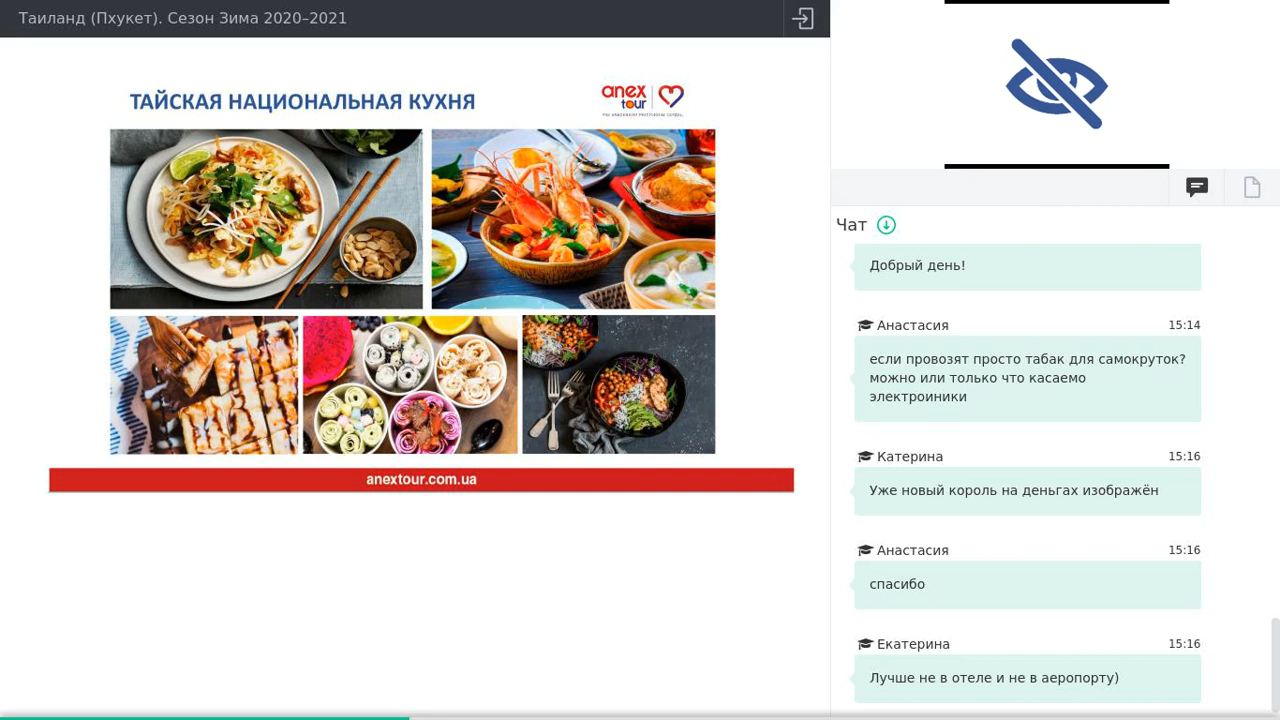 Таиланд (Пхукет). Сезон Зима 2020–2021
ТАЙСКАЯ НАЦИОНАЛЬНАЯ КУХНЯ
anex
tour
anextour.com.ua
Чат
Добрый день!
Анастасия 15:14
если провозят просто табак для самокруток?
можно или только что касаемо
электроиники
Катерина 15:16
Уже новый король на деньгах изображён
Анастасия 15:16
спасибо
Екатерина 15:16
Лучше не в отеле и не в аеропорту)